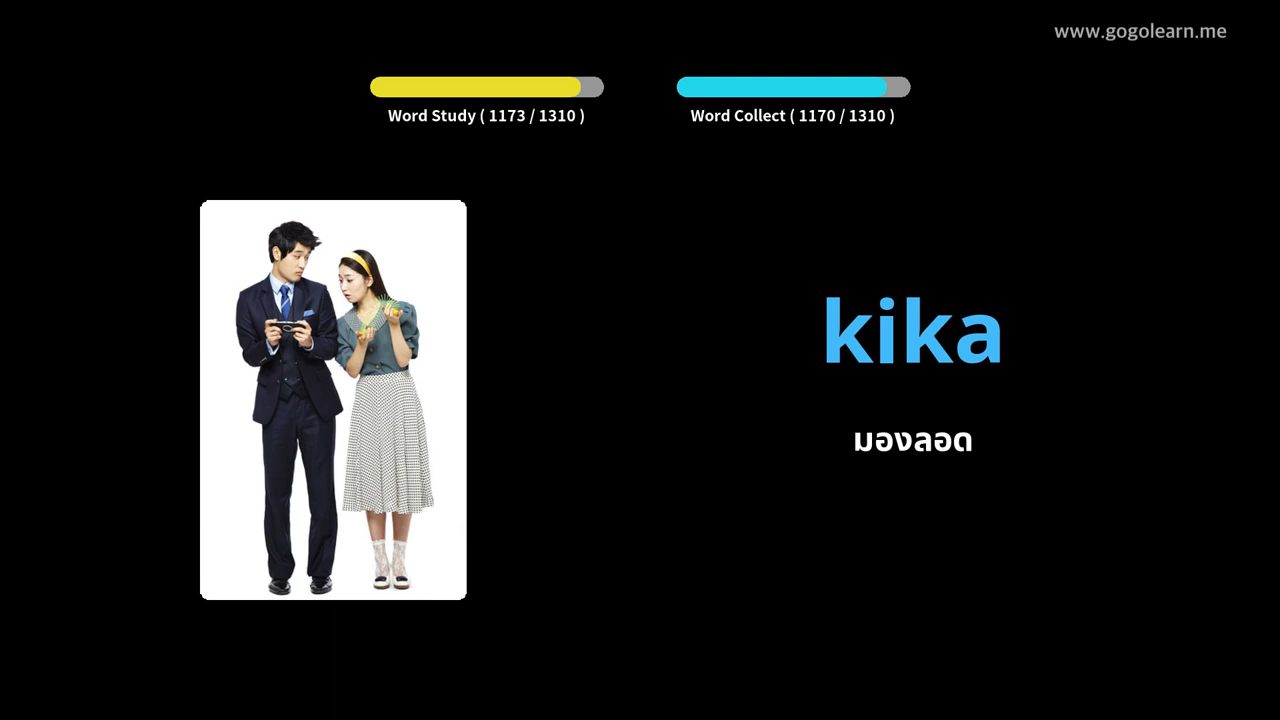 www.gogolearn.me
Word Study ( 1173 / 1310 )
Word Collect ( 1170 / 1310 )
kika
มองลอด